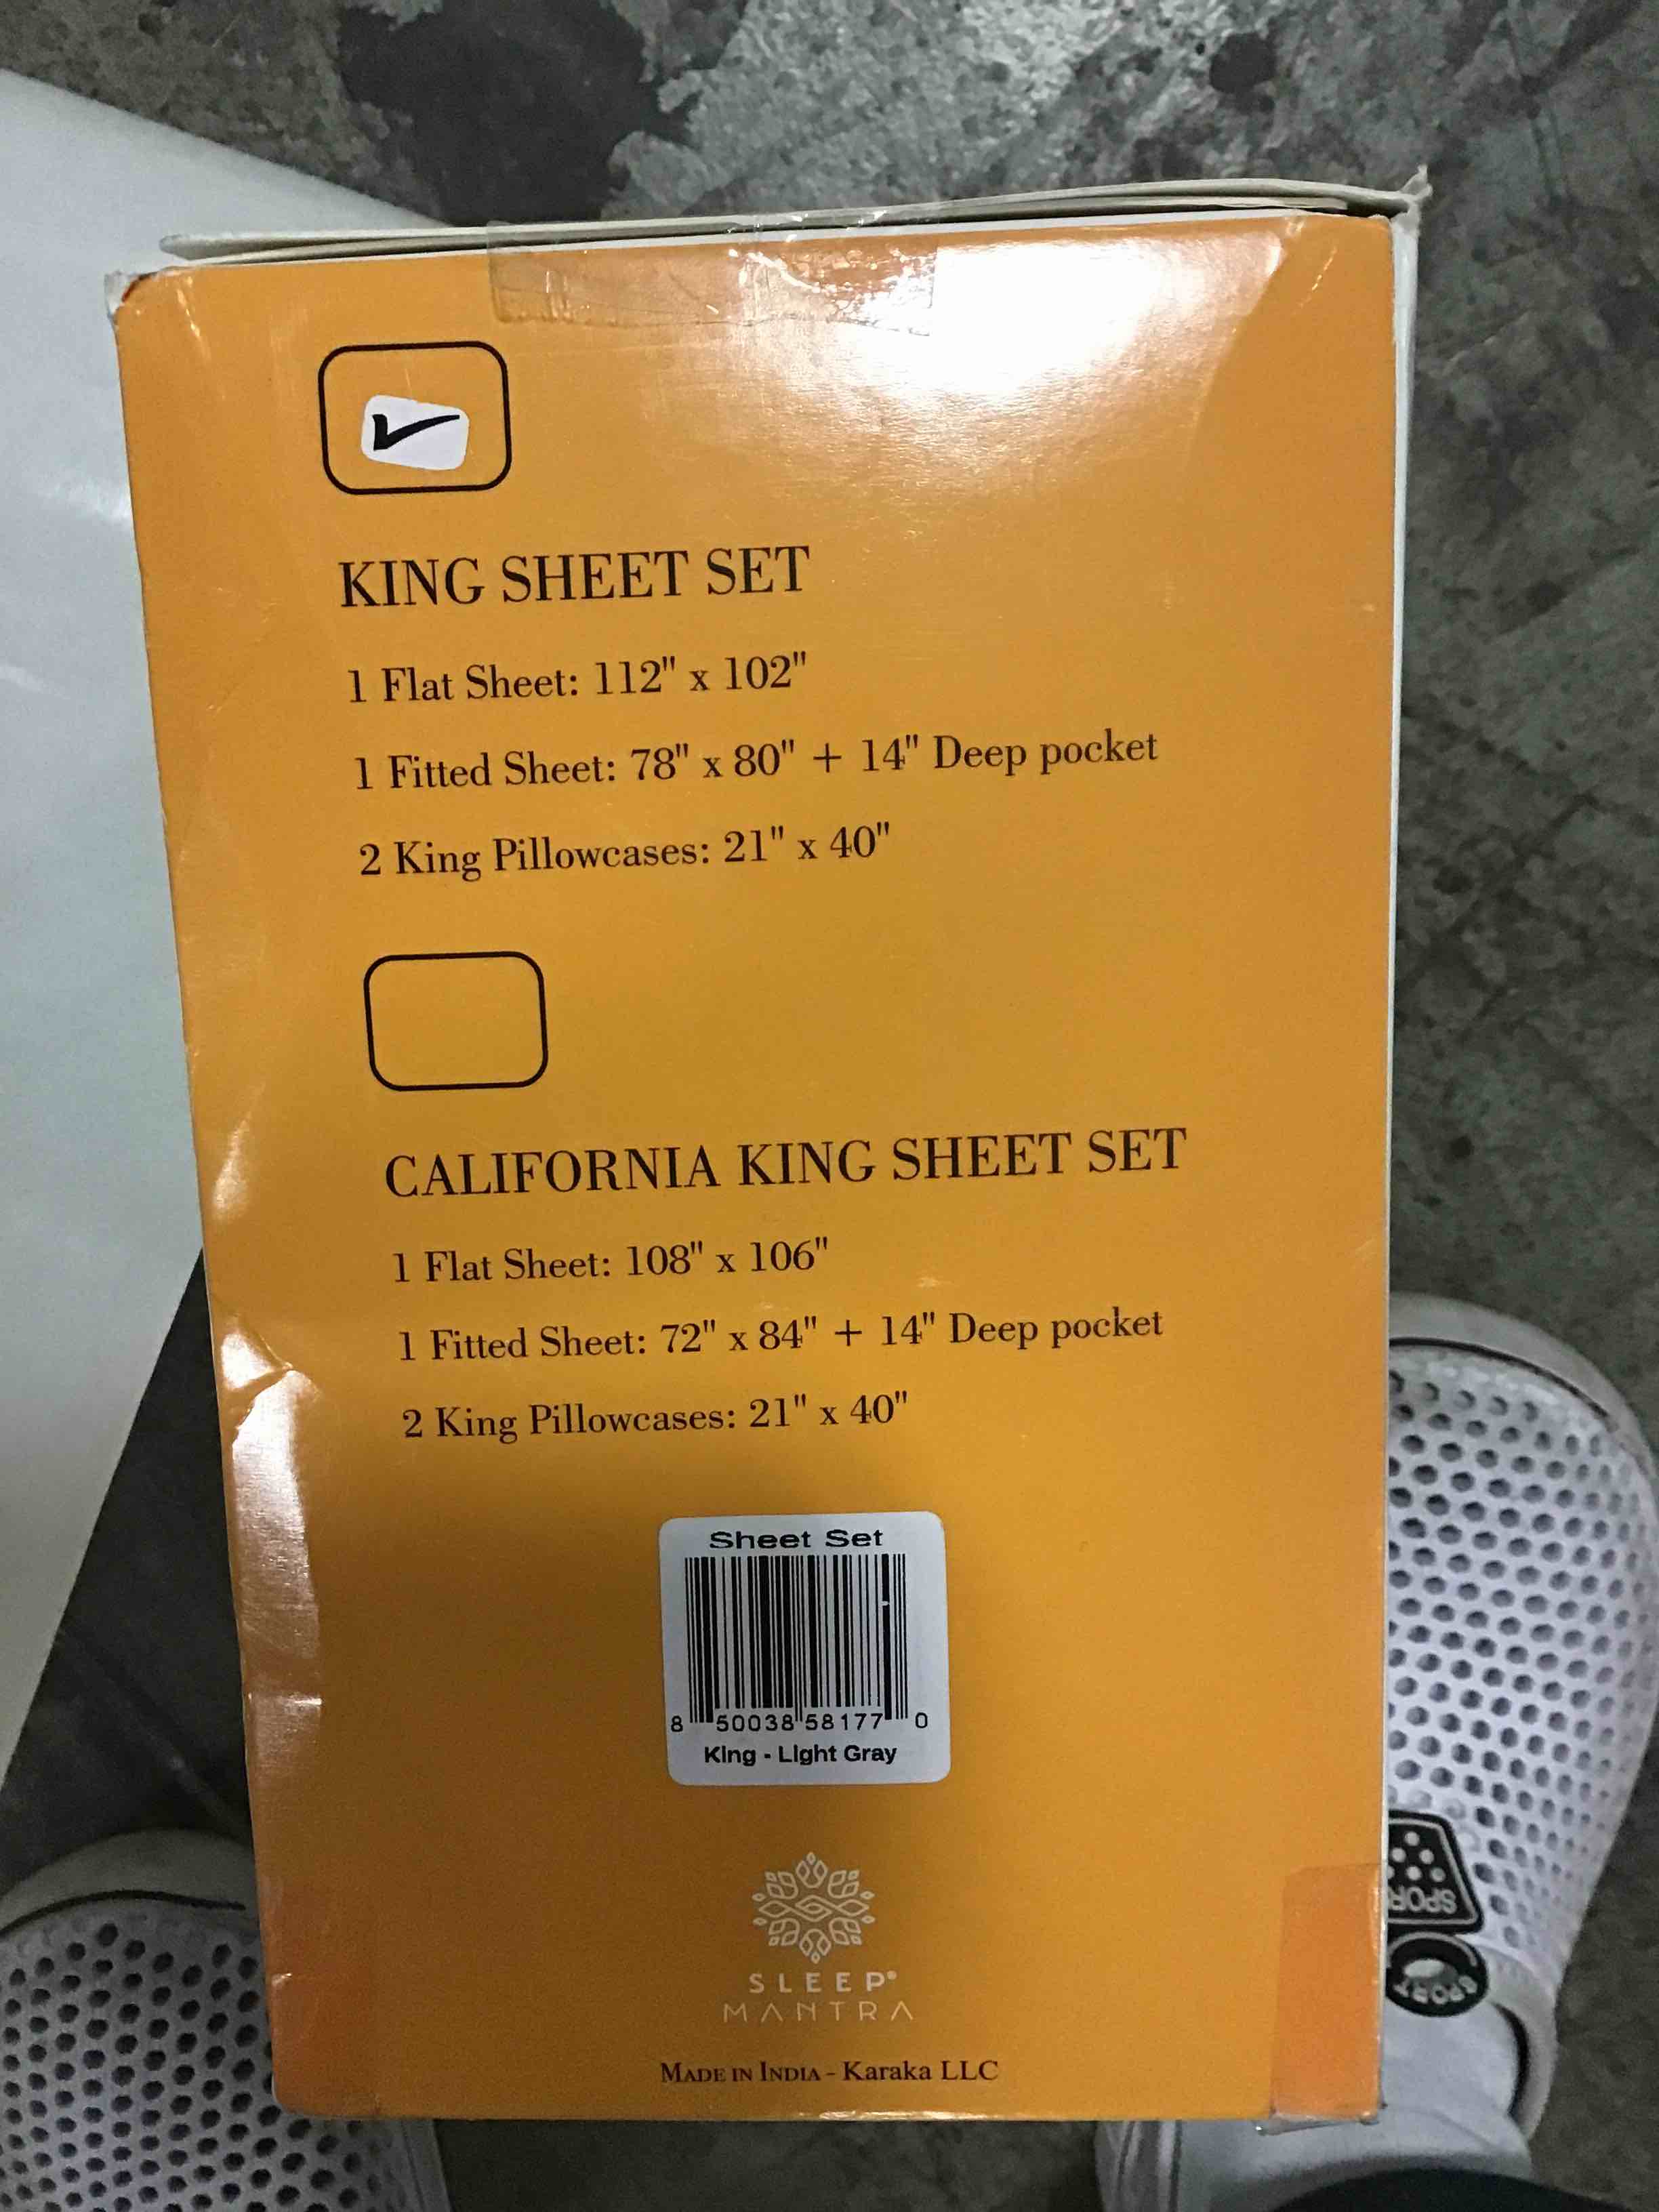 KING SHEET SET
1 Flat Sheet: 112" x 102"
1 Fitted Sheet: 78" x 80" + 14" Deep pocket
2 King Pillowcases: 21" x 40"
CALIFORNIA KING SHEET SET
1 Flat Sheet: 108" x 106"
1 Fitted Sheet: 72" x 84" + 14" Deep pocket
2 King Pillowcases: 21" x 40"
Sheet Set
8 50038 58177 0
King - Light Gray
SLEEP®
MANTRA
MADE IN INDIA - Karaka LLC
SPOR
SPORT